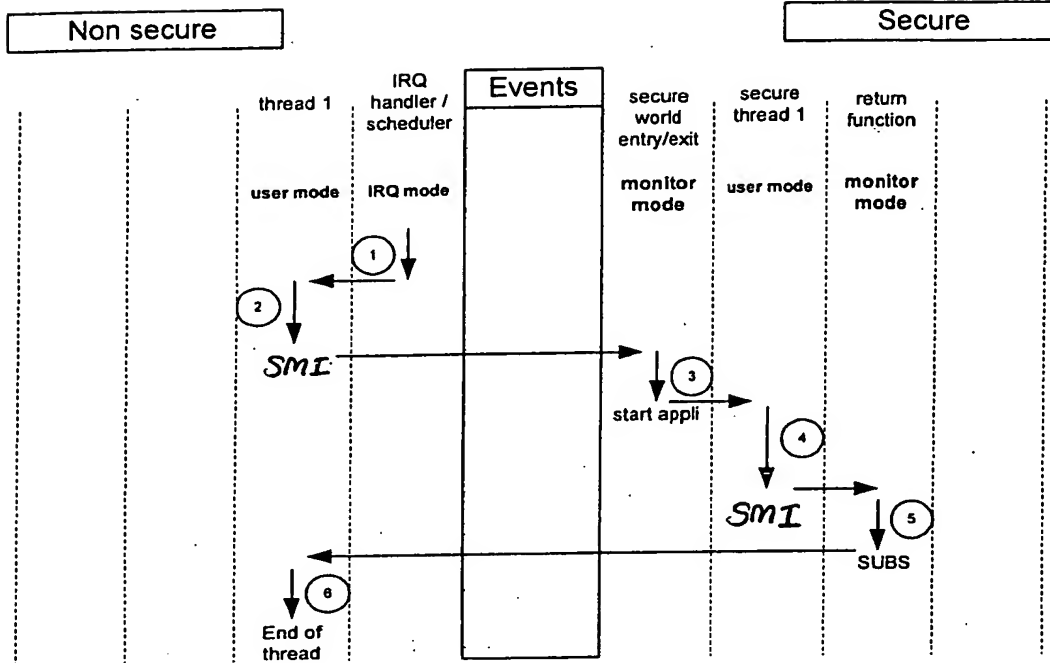 Non secure
Secure
Events
thread 1
IRQ
handler /
scheduler
secure
world
entry/exit
secure
thread 1
return
function
user mode
IRQ mode
monitor
mode
user mode
monitor
mode
1
2
SMI
3
start appli
4
SMI
5
SUBS
6
End of
thread